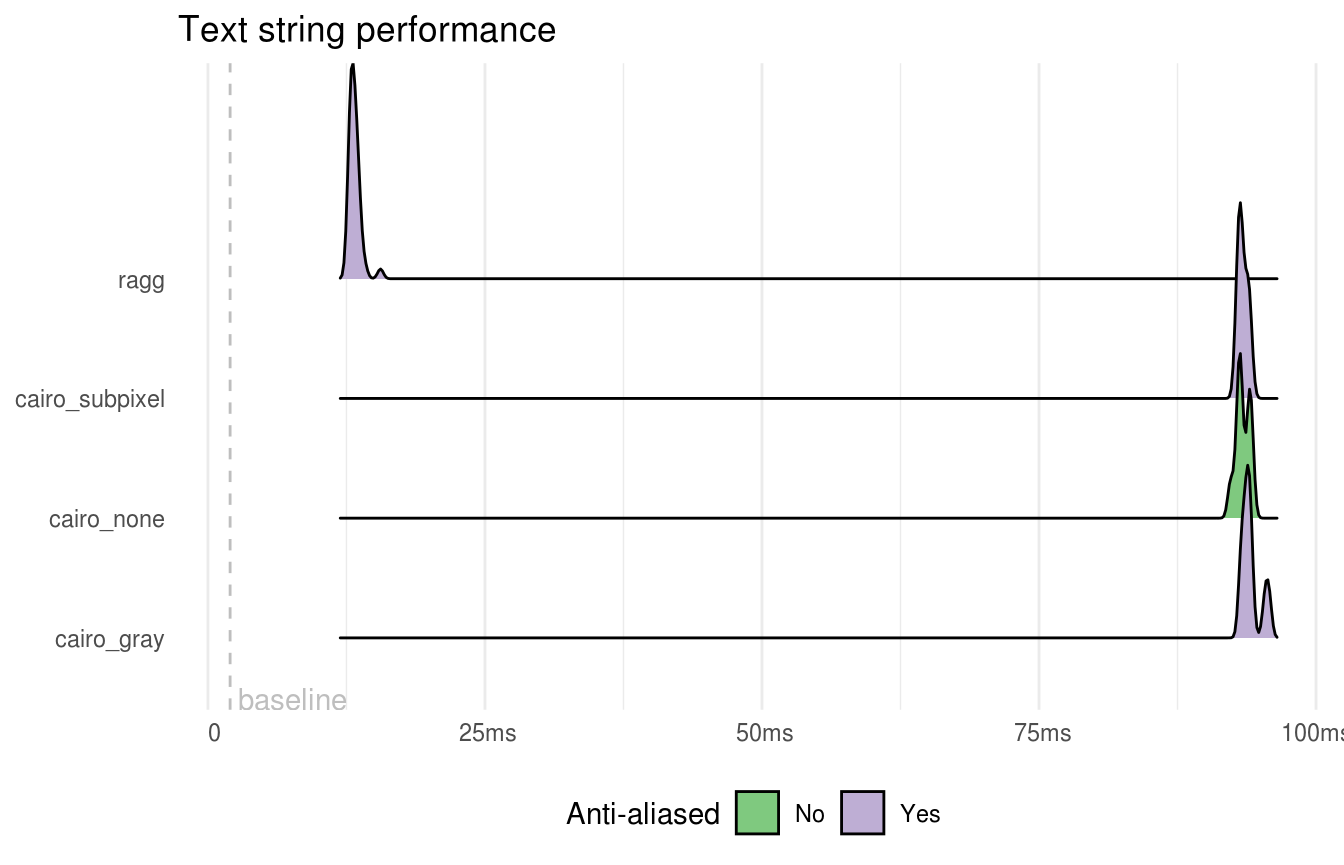 Text string performance
ragg
cairo_subpixel
cairo_none
cairo_gray
baseline
0 25ms 50ms 75ms 100ms
Anti-aliased No Yes